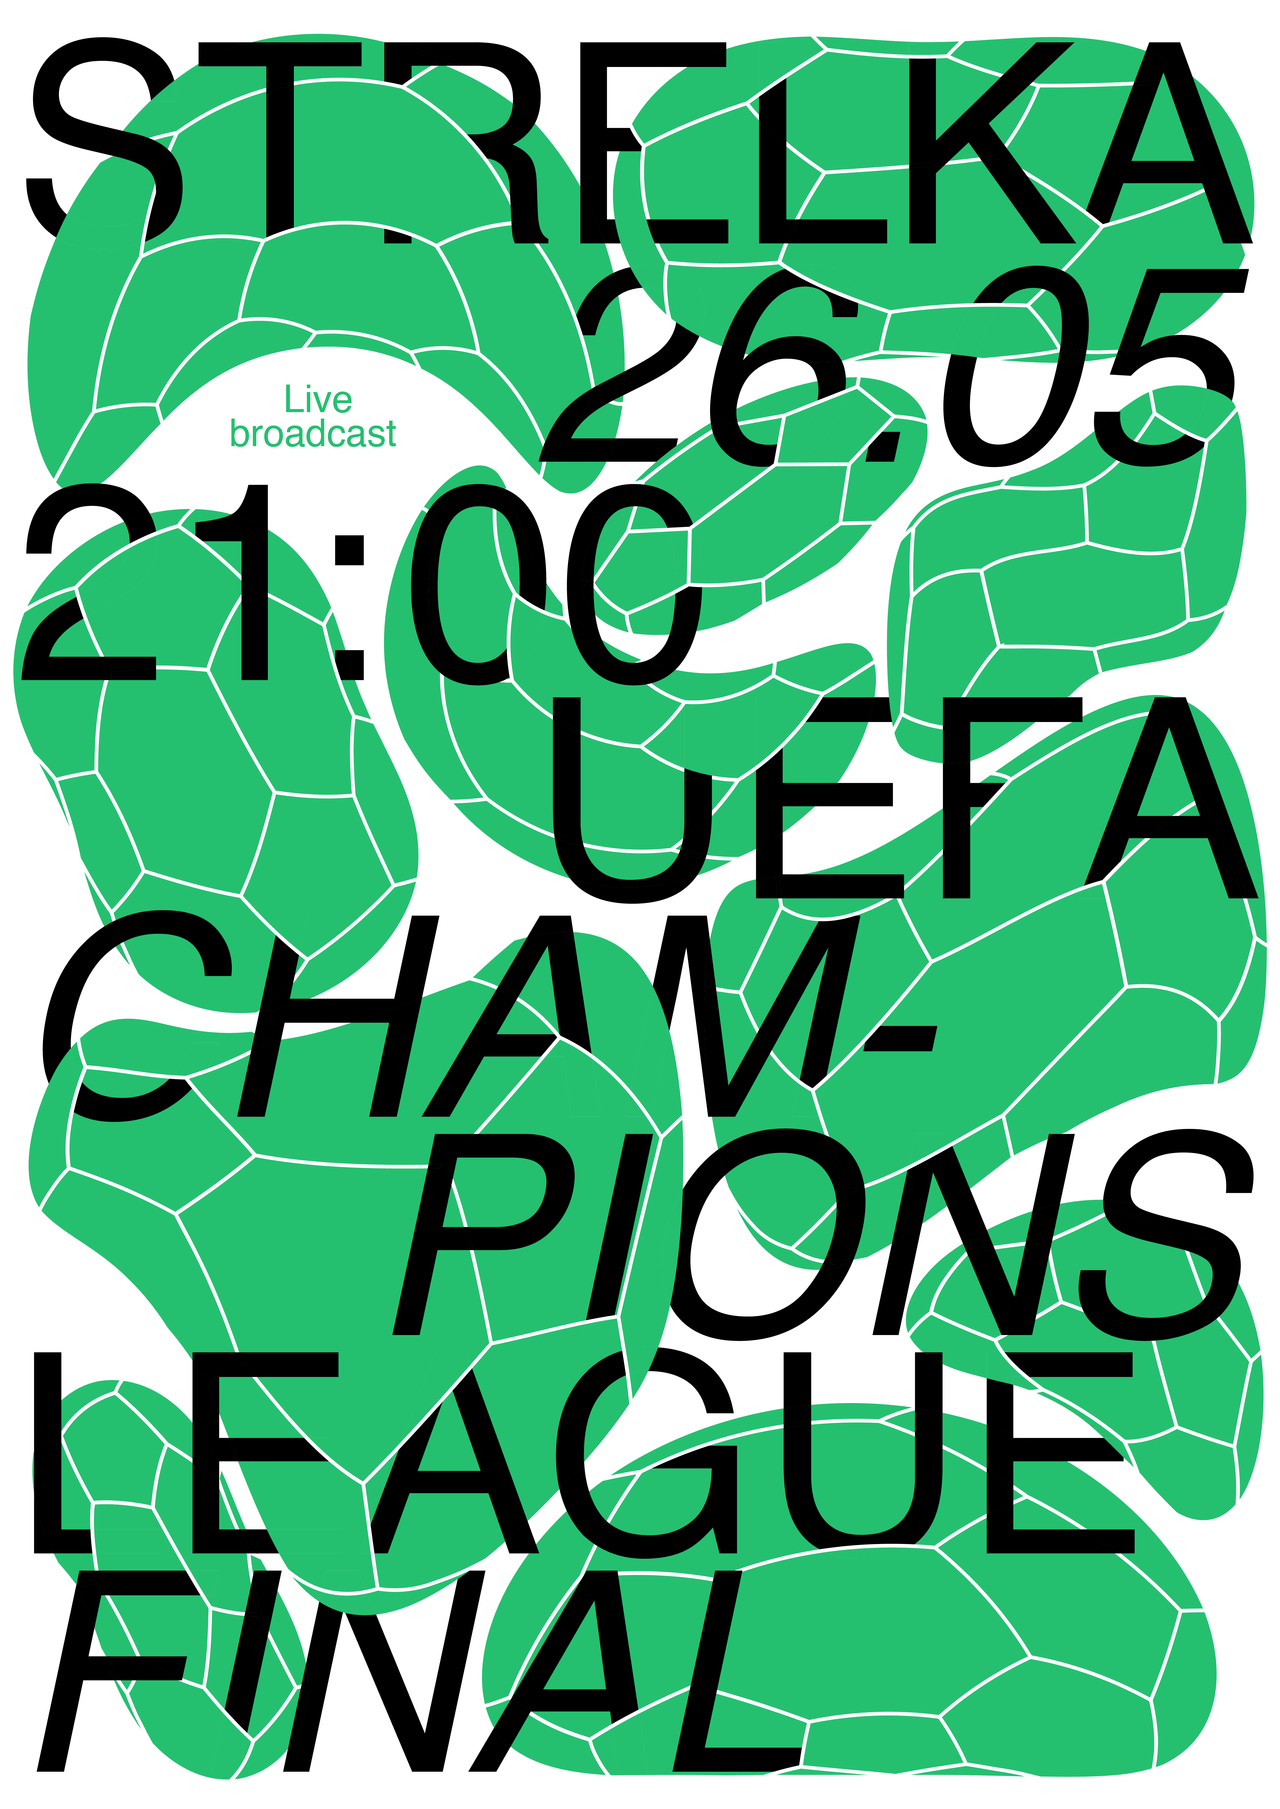 STRELKA
26.05
Live
broadcast
21:00
UEFA
CHAM-
PIONS
LEAGUE
FINAL